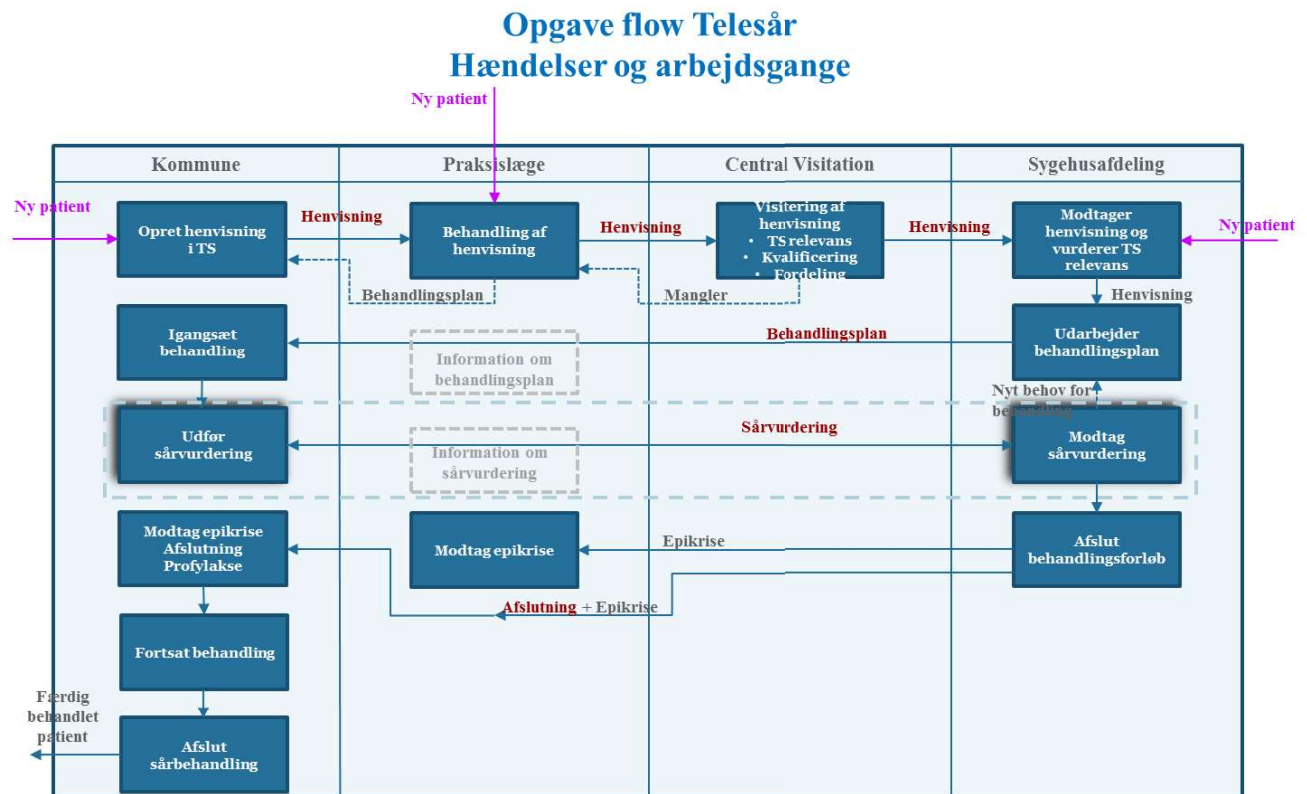 Opgave flow Telesår
Hændelser og arbejdsgange
Ny patient
Kommune
Praksislæge
Central Visitation
Sygehusafdeling
Ny patient
Opret henvisning
i TS
Henvisning
Behandling af
henvisning
Henvisning
Visitering af
henvisning
• TS relevans
• Kvalificering
• Fordeling
Henvisning
Modtager
henvisning og
vurderer TS
relevans
Ny patient
Behandlingsplan
Mangler
Henvisning
Igangsæt
behandling
Information om
behandlingsplan
Behandlingsplan
Udarbejder
behandlingsplan
Nyt behov for
behandling
Udfør
sårvurdering
Information om
sårvurdering
Sårvurdering
Modtag
sårvurdering
Modtag epikrise
Afslutning
Profylakse
Modtag epikrise
Epikrise
Afslut
behandlingsforløb
Afslutning + Epikrise
Fortsat behandling
Færdig
behandlet
patient
Afslut
sårbehandling